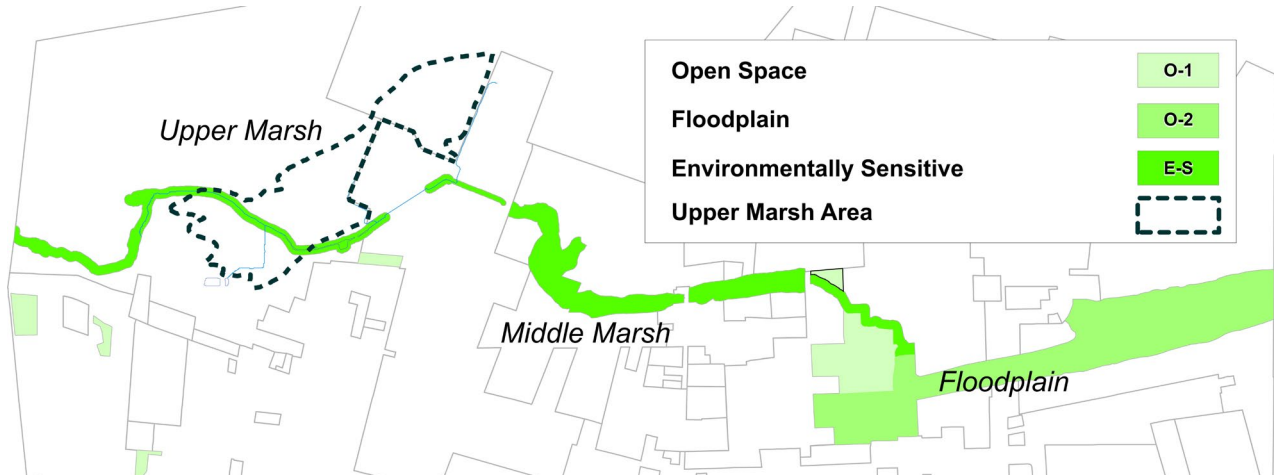 Upper Marsh
Middle Marsh
Floodplain
Open Space O-1
Floodplain O-2
Environmentally Sensitive E-S
Upper Marsh Area